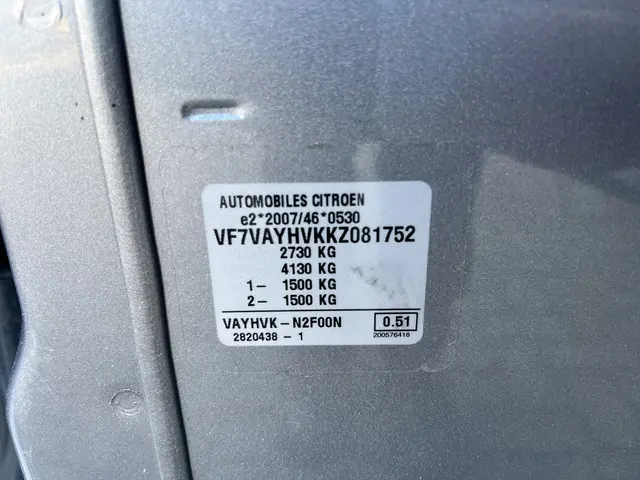 AUTOMOBILES CITROEN
e2*2007/46*0530
VF7VAYHVKKZ081752
2730 KG
4130 KG
1– 1500 KG
2– 1500 KG
VAYHVK – N2F00N 0.51
2820438 – 1 200576418